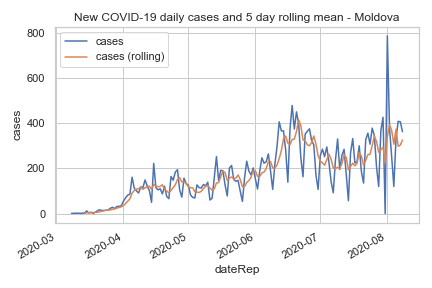 New COVID-19 daily cases and 5 day rolling mean - Moldova
cases
cases (rolling)
800
600
400
200
0
cases
2020-03
2020-04
2020-05
2020-06
2020-07
2020-08
dateRep